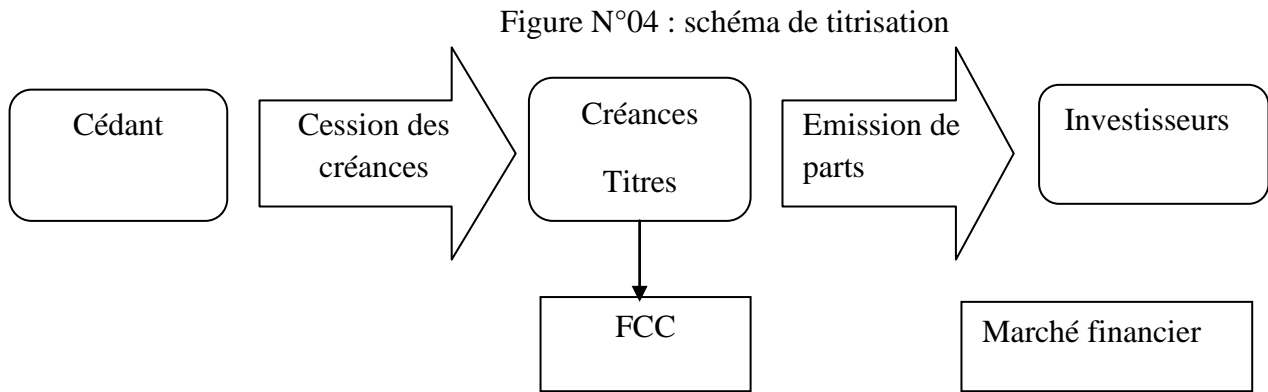 Figure N°04 : schéma de titrisation
Cédant
Cession des
créances
Créances
Titres
Emission de
parts
Investisseurs
FCC
Marché financier